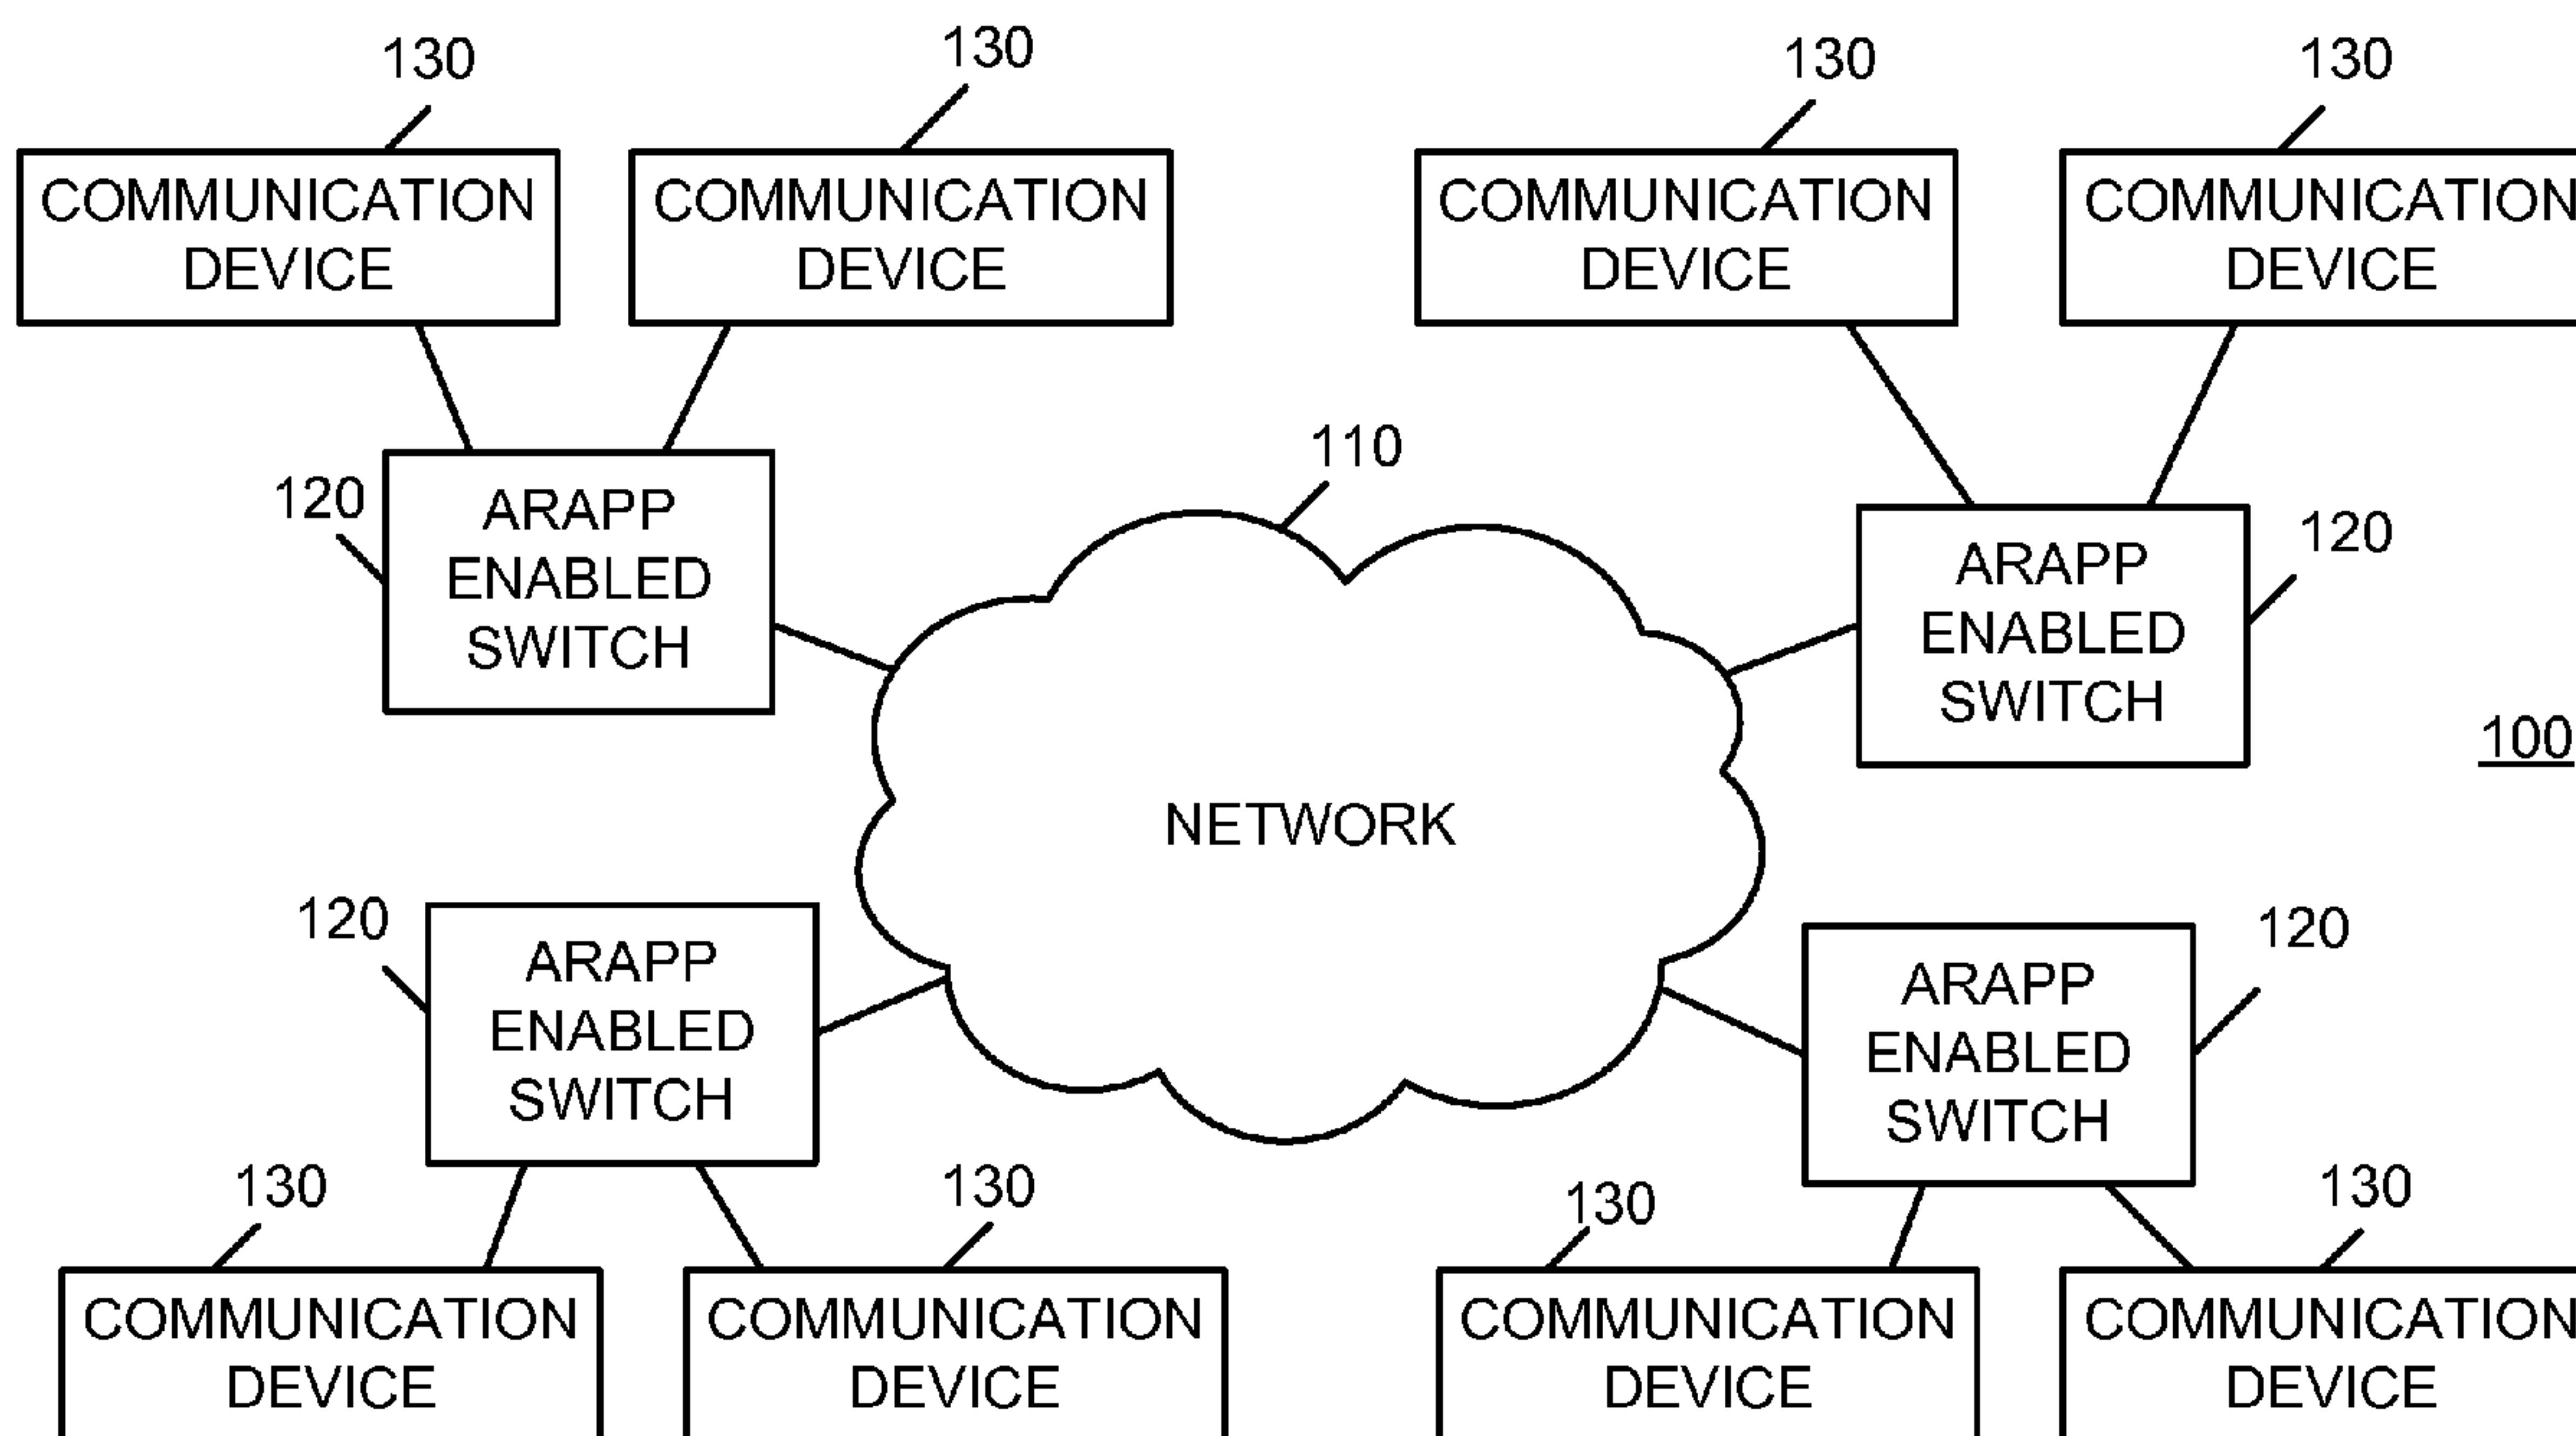 130
130
130
130
COMMUNICATION
DEVICE
COMMUNICATION
DEVICE
COMMUNICATION
DEVICE
COMMUNICATION
DEVICE
110
120
ARAPP
ENABLED
SWITCH
ARAPP
ENABLED
SWITCH
120
100
NETWORK
120
ARAPP
ENABLED
SWITCH
ARAPP
ENABLED
SWITCH
120
130
130
130
130
COMMUNICATION
DEVICE
COMMUNICATION
DEVICE
COMMUNICATION
DEVICE
COMMUNICATION
DEVICE